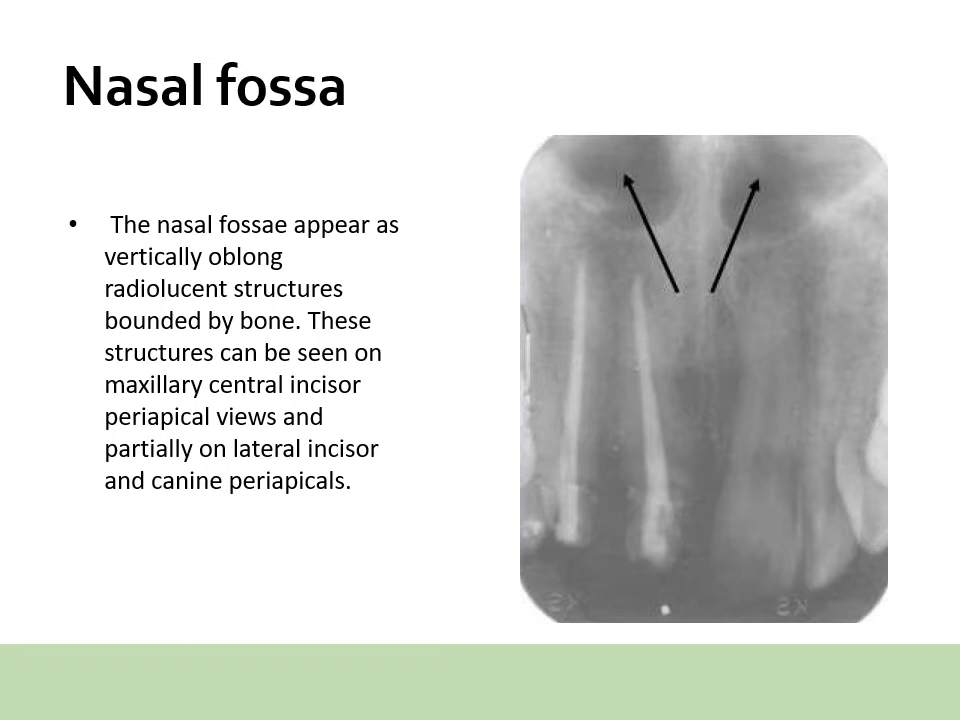 Nasal fossa
• The nasal fossae appear as
vertically oblong
radiolucent structures
bounded by bone. These
structures can be seen on
maxillary central incisor
periapical views and
partially on lateral incisor
and canine periapicals.